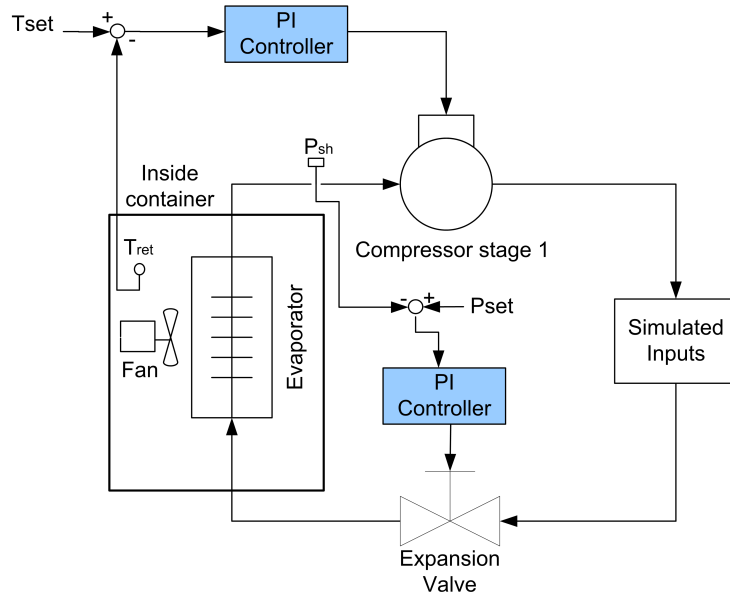 Tset
+
-
PI
Controller
Psh
Inside
container
Tret
Compressor stage 1
Fan
Evaporator
-
+
Pset
Simulated
Inputs
PI
Controller
Expansion
Valve